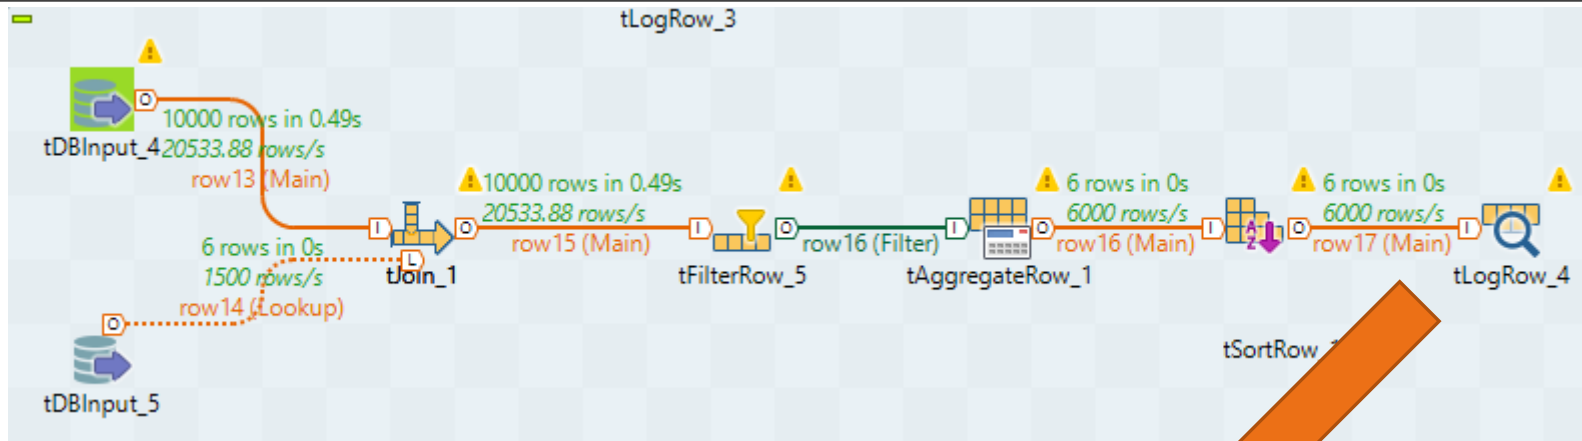 tLogRow_3
tDBInput_4
10000 rows in 0.49s
20533.88 rows/s
row13 (Main)
6 rows in 0s
1500 rows/s
row14 (Lookup)
tDBInput_5
tJoin_1
10000 rows in 0.49s
20533.88 rows/s
row15 (Main)
tFilterRow_5
row16 (Filter)
tAggregateRow_1
6 rows in 0s
6000 rows/s
row16 (Main)
tSortRow_1
6 rows in 0s
6000 rows/s
row17 (Main)
tLogRow_4
O
I
L
O
O
I
O
I
O
I
O
I
A
Z